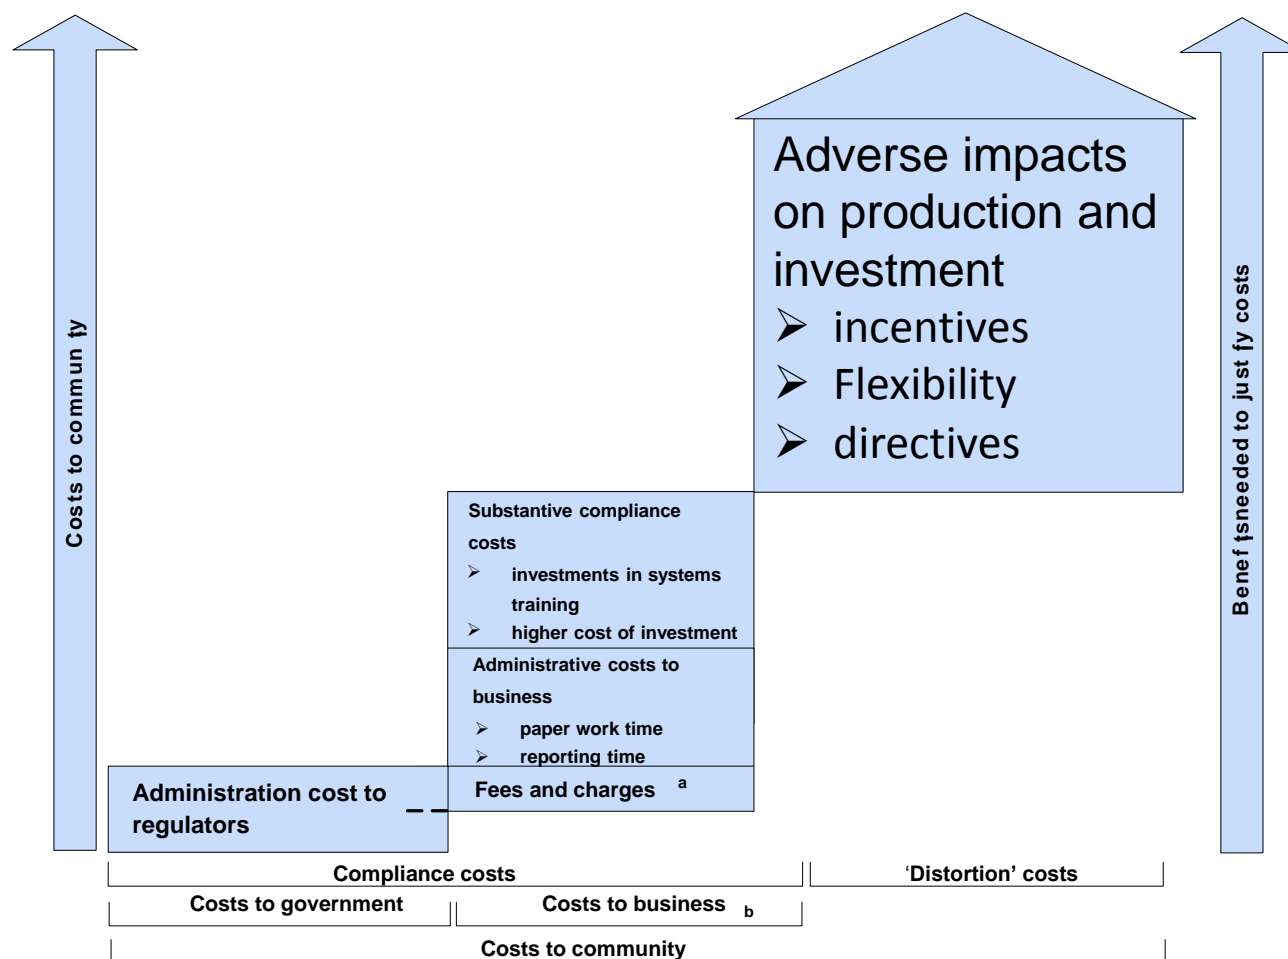 Costs to commun ty
Adverse impacts
on production and
investment
➢ incentives
➢ Flexibility
➢ directives
Substantive compliance
costs
➢ investments in systems
training
➢ higher cost of investment
Administrative costs to
business
➢ paper work time
➢ reporting time
Fees and charges a
Administration cost to
regulators
Benef tsneeded to just fy costs
Compliance costs
‘Distortion’ costs
Costs to government
Costs to business b
Costs to community